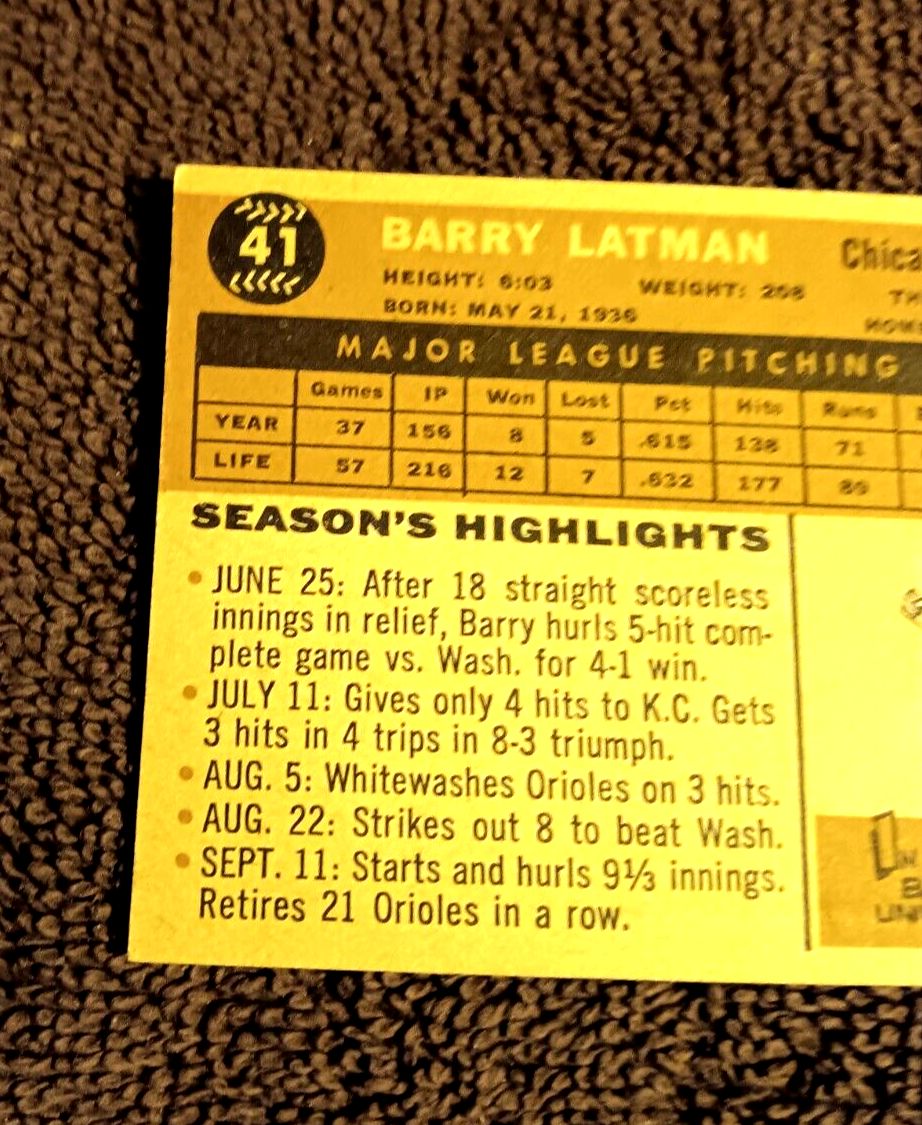 41
BARRY LATMAN Chica
HEIGHT: 6:03 WEIGHT: 208
BORN: MAY 21, 1936
MAJOR LEAGUE PITCHING
Games IP Won Lost Pct Hits Runs
YEAR 37 156 8 5 .615 138 71
LIFE 57 216 12 7 .632 177 89
SEASON'S HIGHLIGHTS
• JUNE 25: After 18 straight scoreless
innings in relief, Barry hurls 5-hit com-
plete game vs. Wash. for 4-1 win.
• JULY 11: Gives only 4 hits to K.C. Gets
3 hits in 4 trips in 8-3 triumph.
• AUG. 5: Whitewashes Orioles on 3 hits.
• AUG. 22: Strikes out 8 to beat Wash.
• SEPT. 11: Starts and hurls 9⅓ innings.
Retires 21 Orioles in a row.